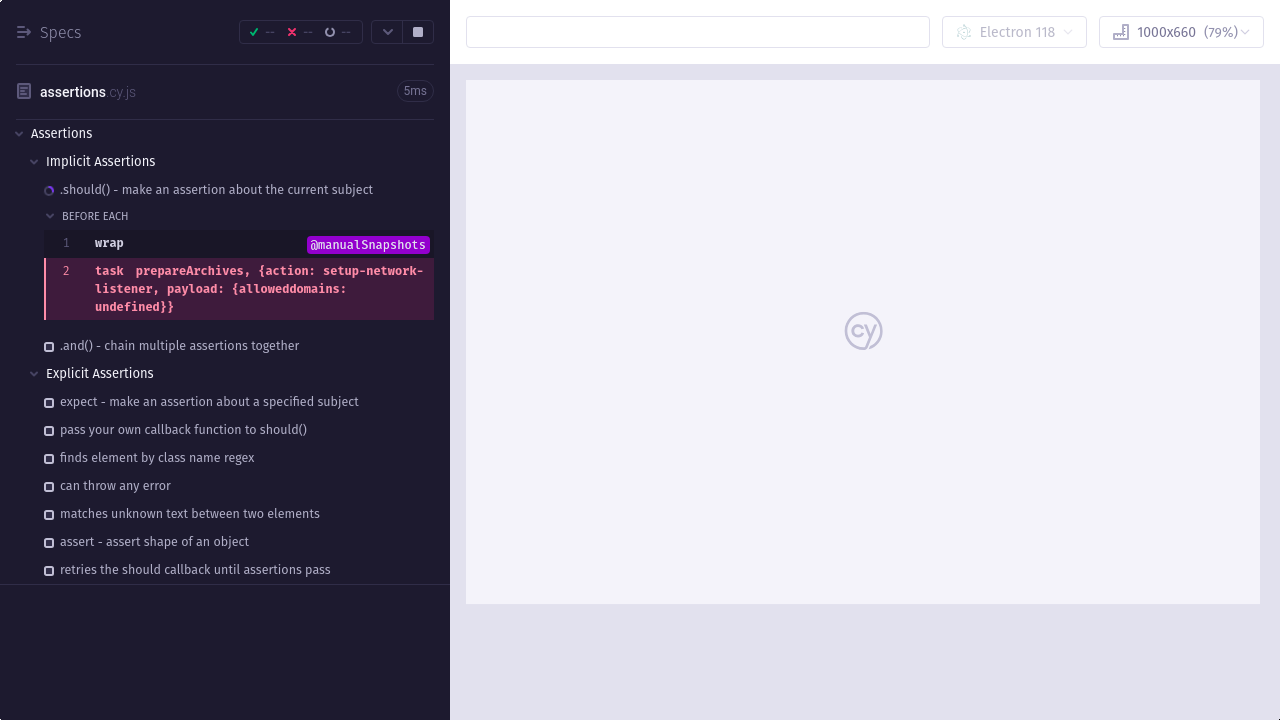 Specs
-- -- --
Electron 118
1000x660 (79%)
assertions.cy.js
5ms
Assertions
Implicit Assertions
.should() - make an assertion about the current subject
BEFORE EACH
1 wrap @manualSnapshots
2 task prepareArchives, {action: setup-network-
listener, payload: {alloweddomains:
undefined}}
.and() - chain multiple assertions together
Explicit Assertions
expect - make an assertion about a specified subject
pass your own callback function to should()
finds element by class name regex
can throw any error
matches unknown text between two elements
assert - assert shape of an object
retries the should callback until assertions pass
cy